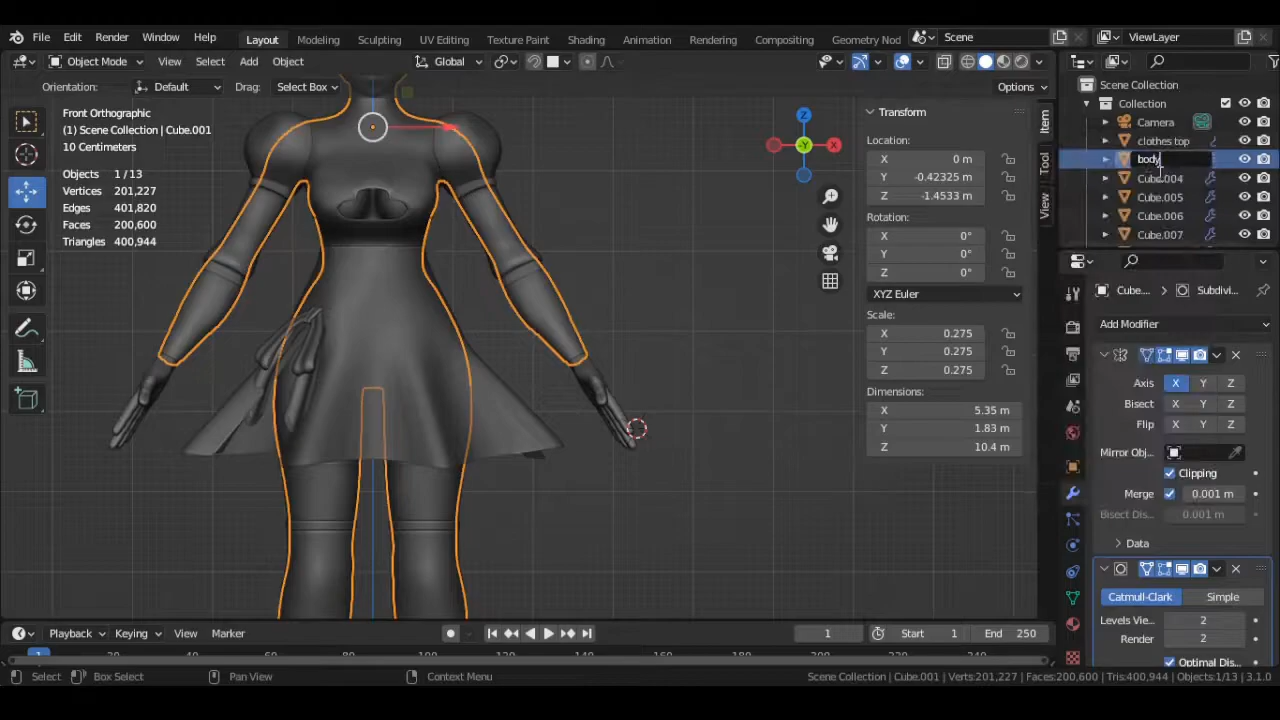 File Edit Render Window Help Layout Modeling Sculpting UV Editing Texture Paint Shading Animation Rendering Compositing Geometry Nod Scene ViewLayer
Object Mode View Select Add Object Global Options
Orientation: Default Drag: Select Box
Front Orthographic
(1) Scene Collection | Cube.001
10 Centimeters
Objects 1 / 13
Vertices 201,227
Edges 401,820
Faces 200,600
Triangles 400,944
Z
-Y
X
Transform
Location:
X 0 m
Y -0.42325 m
Z -1.4533 m
Rotation:
X 0°
Y 0°
Z 0°
XYZ Euler
Scale:
X 0.275
Y 0.275
Z 0.275
Dimensions:
X 5.35 m
Y 1.83 m
Z 10.4 m
Item
Tool
View
Scene Collection
Collection
Camera
clothes top
body
Cube.004
Cube.005
Cube.006
Cube.007
Cube.... Subdivi...
Add Modifier
Axis X Y Z
Bisect X Y Z
Flip X Y Z
Mirror Obj...
Clipping
Merge 0.001 m
Bisect Dis... 0.001 m
Data
Catmull-Clark Simple
Levels Vie... 2
Render 2
Optimal Dis...
Playback Keying View Marker 1 Start 1 End 250
Select Box Select Pan View Context Menu Scene Collection | Cube.001 | Verts:201,227 | Faces:200,600 | Tris:400,944 | Objects:1/13 | 3.1.0